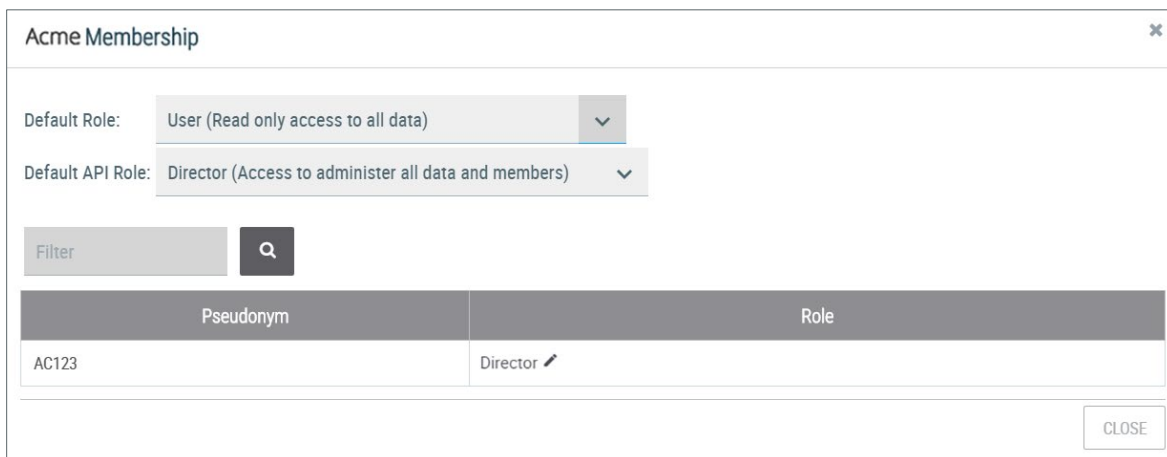 Acme Membership
Default Role: User (Read only access to all data)
Default API Role: Director (Access to administer all data and members)
Filter
Pseudonym Role
AC123 Director
CLOSE